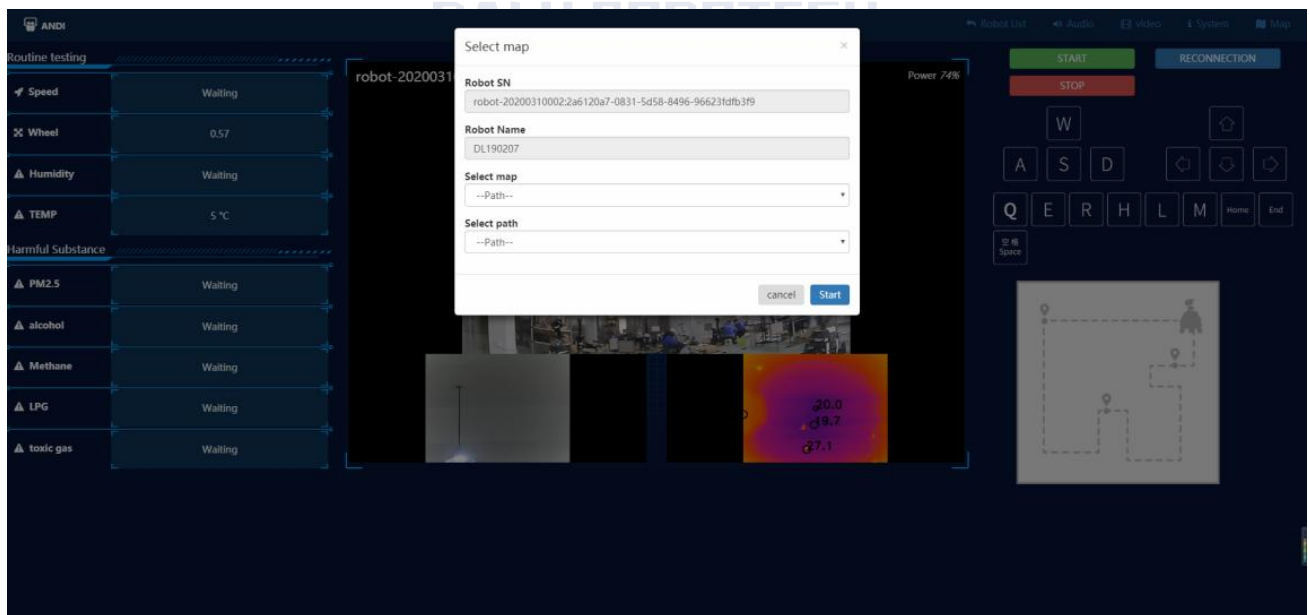 ANDI
Robot List
Audio
video
System
Map
Routine testing
Speed
Waiting
Wheel
0.57
Humidity
Waiting
TEMP
5 °C
Harmful Substance
PM2.5
Waiting
alcohol
Waiting
Methane
Waiting
LPG
Waiting
toxic gas
Waiting
robot-2020031
Power 74%
Select map
×
Robot SN
robot-20200310002:2a6120a7-0831-5d58-8496-96623fdfb3f9
Robot Name
DL190207
Select map
--Path--
Select path
--Path--
cancel
Start
20.0
19.7
27.1
START
RECONNECTION
STOP
W
A S D
Q E R H L M Home End
空格
Space